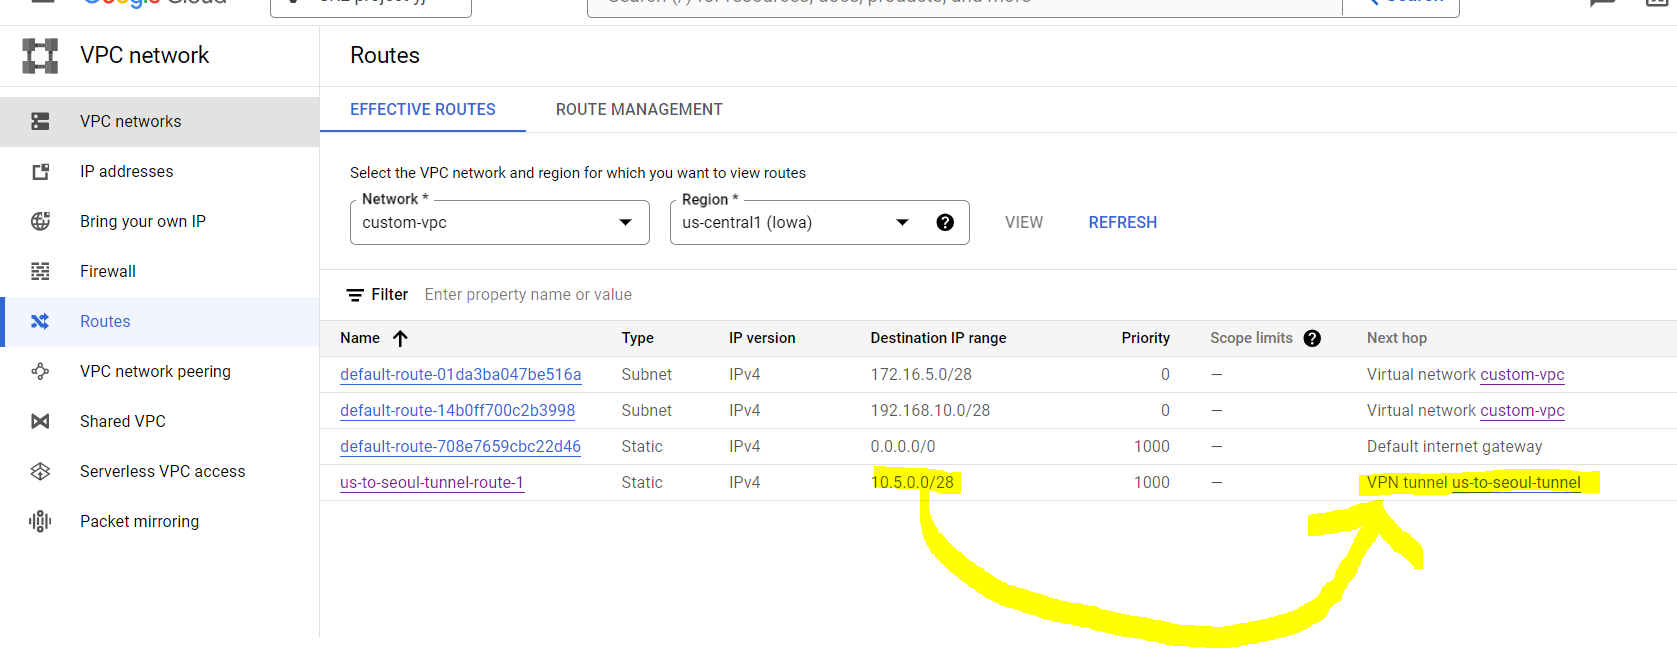 VPC network
Routes
VPC networks
IP addresses
Bring your own IP
Firewall
Routes
VPC network peering
Shared VPC
Serverless VPC access
Packet mirroring
EFFECTIVE ROUTES ROUTE MANAGEMENT
Select the VPC network and region for which you want to view routes
Network * Region *
custom-vpc us-central1 (Iowa) VIEW REFRESH
Filter Enter property name or value
Name Type IP version Destination IP range Priority Scope limits Next hop
default-route-01da3ba047be516a Subnet IPv4 172.16.5.0/28 0 — Virtual network custom-vpc
default-route-14b0ff700c2b3998 Subnet IPv4 192.168.10.0/28 0 — Virtual network custom-vpc
default-route-708e7659cbc22d46 Static IPv4 0.0.0.0/0 1000 — Default internet gateway
us-to-seoul-tunnel-route-1 Static IPv4 10.5.0.0/28 1000 — VPN tunnel us-to-seoul-tunnel